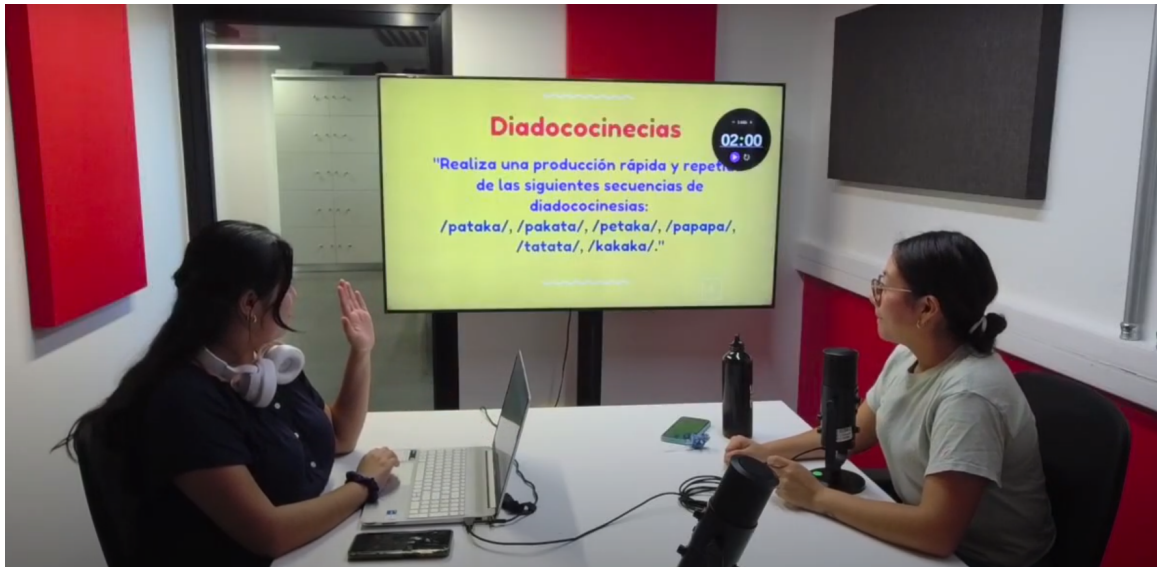 Diadococinecias
02:00
"Realiza una producción rápida y repeti
de las siguientes secuencias de
diadococinesias:
/pataka/, /pakata/, /petaka/, /papapa/,
/tatata/, /kakaka/."